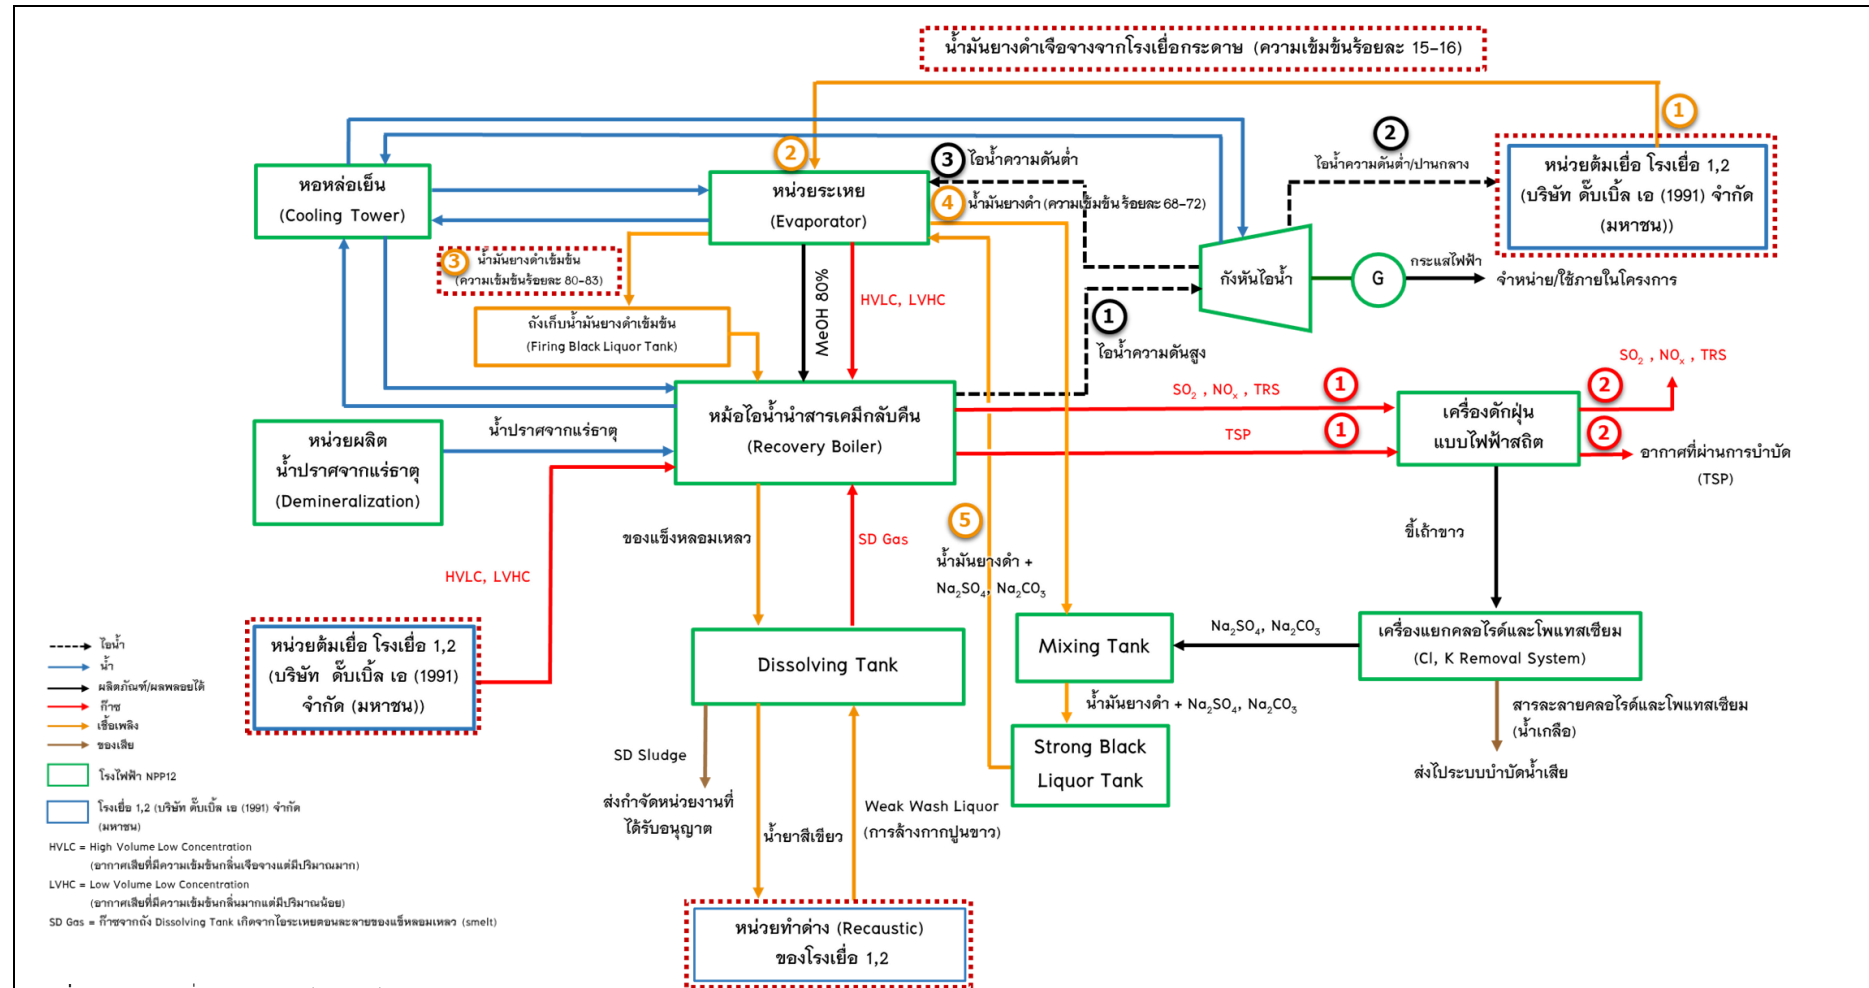 น้ำมันยางดำเจือจางจากโรงเยื่อกระดาษ (ความเข้มข้นร้อยละ 15-16)
1
2
หอหล่อเย็น
(Cooling Tower)
2
หน่วยระเหย
(Evaporator)
3 ไอน้ำความดันต่ำ
4 น้ำมันยางดำ (ความเข้มข้น ร้อยละ 68-72)
ไอน้ำความดันต่ำ/ปานกลาง
หน่วยต้มเยื่อ โรงเยื่อ 1,2
(บริษัท ดั๊บเบิ้ล เอ (1991) จำกัด
(มหาชน))
3 น้ำมันยางดำเข้มข้น
(ความเข้มข้นร้อยละ 80-83)
กังหันไอน้ำ
G
กระแสไฟฟ้า
จำหน่าย/ใช้ภายในโครงการ
ถังเก็บน้ำมันยางดำเข้มข้น
(Firing Black Liquor Tank)
MeOH 80%
HVLC, LVHC
1
ไอน้ำความดันสูง
หม้อไอน้ำนำสารเคมีกลับคืน
(Recovery Boiler)
SO2 , NOx , TRS
1
TSP
1
เครื่องดักฝุ่น
แบบไฟฟ้าสถิต
2
SO2 , NOx , TRS
2
อากาศที่ผ่านการบำบัด
(TSP)
หน่วยผลิต
น้ำปราศจากแร่ธาตุ
(Demineralization)
น้ำปราศจากแร่ธาตุ
ของแข็งหลอมเหลว
SD Gas
5
น้ำมันยางดำ +
Na2SO4, Na2CO3
ขี้เถ้าขาว
HVLC, LVHC
หน่วยต้มเยื่อ โรงเยื่อ 1,2
(บริษัท ดั๊บเบิ้ล เอ (1991)
จำกัด (มหาชน))
Dissolving Tank
Mixing Tank
Na2SO4, Na2CO3
เครื่องแยกคลอไรด์และโพแทสเซียม
(Cl, K Removal System)
น้ำมันยางดำ + Na2SO4, Na2CO3
สารละลายคลอไรด์และโพแทสเซียม
(น้ำเกลือ)
ส่งไประบบบำบัดน้ำเสีย
Strong Black
Liquor Tank
SD Sludge
ส่งกำจัดหน่วยงานที่
ได้รับอนุญาต
น้ำยาสีเขียว
Weak Wash Liquor
(การล้างกากปูนขาว)
หน่วยทำด่าง (Recaustic)
ของโรงเยื่อ 1,2
ไอน้ำ
น้ำ
ผลิตภัณฑ์/ผลพลอยได้
ก๊าซ
เชื้อเพลิง
ของเสีย
โรงไฟฟ้า NPP12
โรงเยื่อ 1,2 (บริษัท ดั๊บเบิ้ล เอ (1991) จำกัด
(มหาชน)
HVLC = High Volume Low Concentration
(อากาศเสียที่มีความเข้มข้นกลิ่นเจือจางแต่มีปริมาณมาก)
LVHC = Low Volume Low Concentration
(อากาศเสียที่มีความเข้มข้นกลิ่นมากแต่มีปริมาณน้อย)
SD Gas = ก๊าซจากถัง Dissolving Tank เกิดจากไอระเหยตอนละลายของแข็หลอมเหลว (smelt)